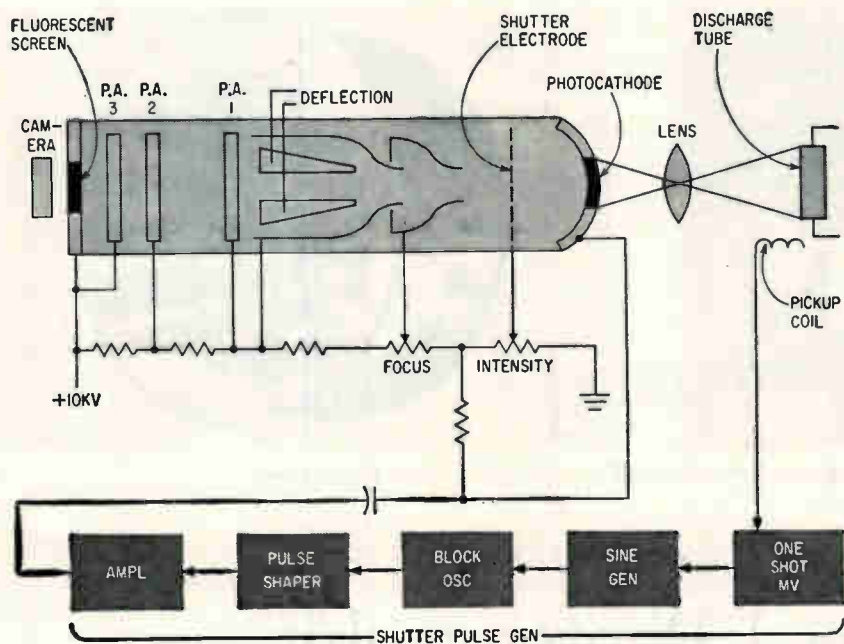 FLUORESCENT
SCREEN
SHUTTER
ELECTRODE
DISCHARGE
TUBE
P.A.
3
P.A.
2
P.A.
1
DEFLECTION
PHOTOCATHODE
CAM-
ERA
LENS
PICKUP
COIL
FOCUS
INTENSITY
+10KV
AMPL
PULSE
SHAPER
BLOCK
OSC
SINE
GEN
ONE
SHOT
MV
SHUTTER PULSE GEN